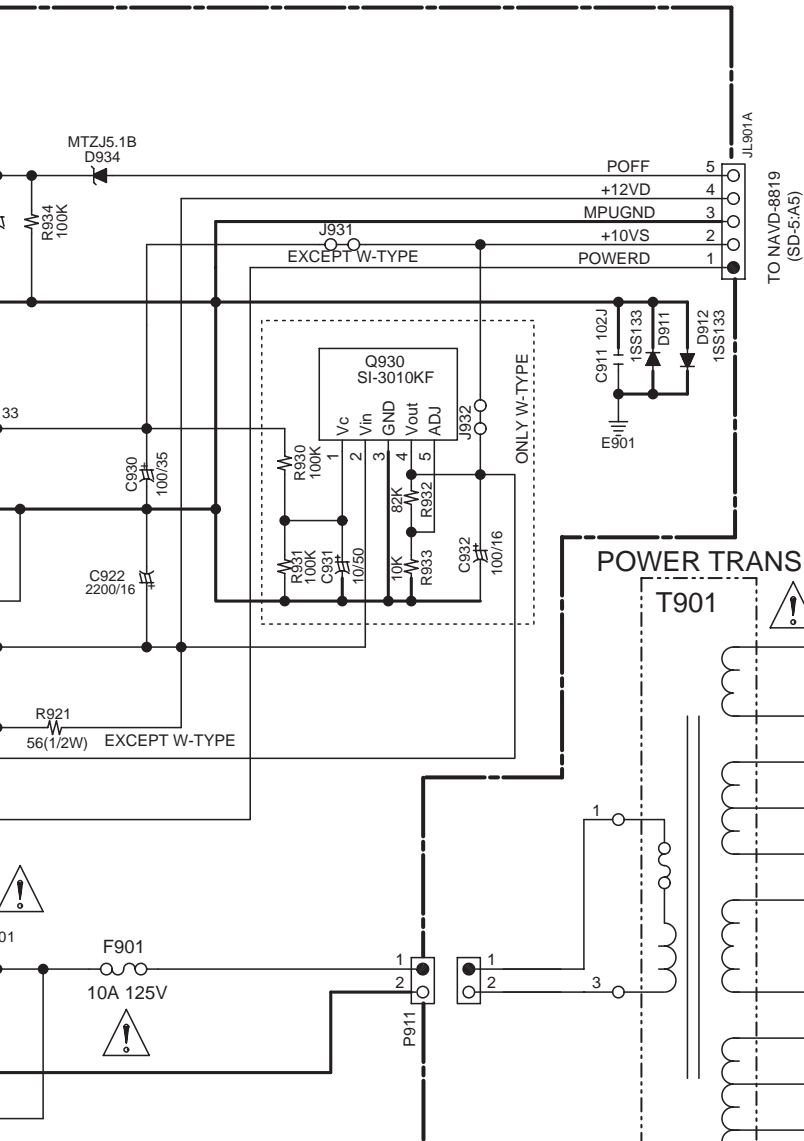 JL901A
MTZJ5.1B
D934
R934
100K
POFF 5
+12VD 4
MPUGND 3
+10VS 2
POWERD 1
TO NAVD-8819
(SD-5:A5)
J931
EXCEPT W-TYPE
C911 102J
1SS133
D911
D912
1SS133
E901
Q930
SI-3010KF
Vc
Vin
GND
Vout
ADJ
1
2
3
4
5
J932
ONLY W-TYPE
33
C930
100/35
R930
100K
82K
R932
R931
100K
C931
10/50
10K
R933
C932
100/16
C922
2200/16
POWER TRANS
T901
!
R921
56(1/2W)
EXCEPT W-TYPE
1
3
!
01
F901
10A 125V
!
1
2
P911
1
2